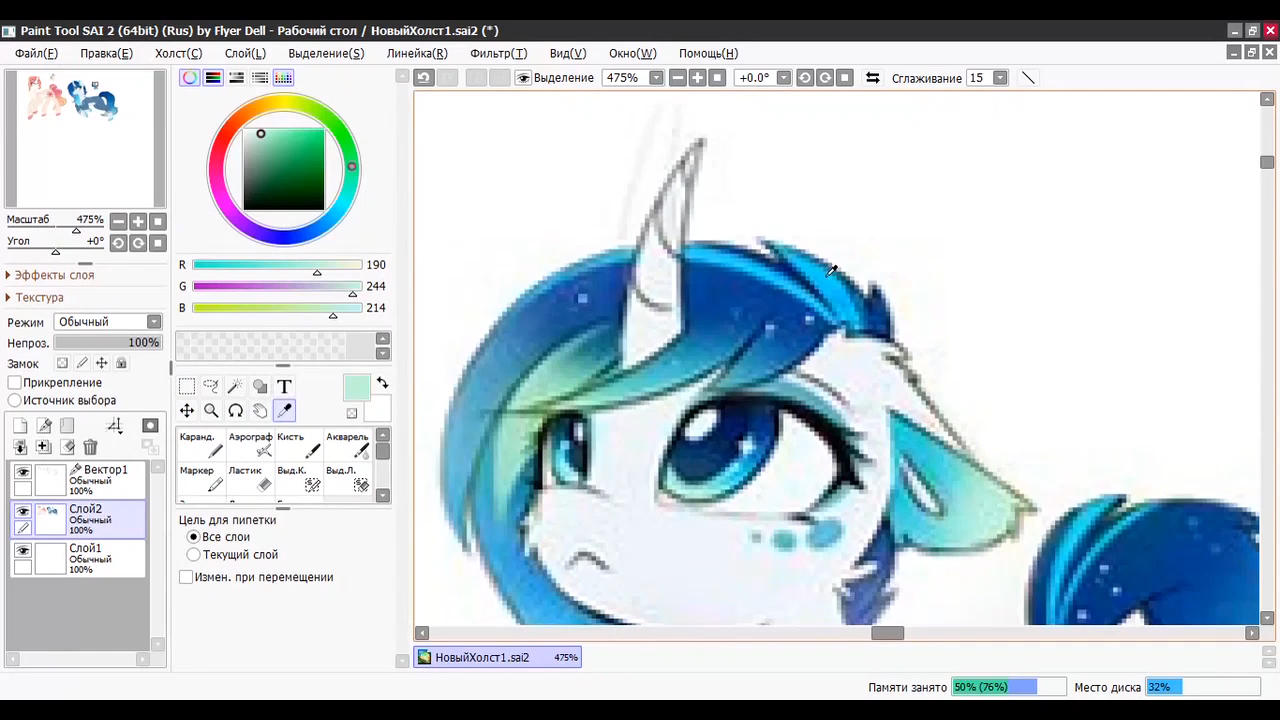 Paint Tool SAI 2 (64bit) (Rus) by Flyer Dell - Рабочий стол / НовыйХолст1.sai2 (*)
Файл(F) Правка(E) Холст(C) Слой(L) Выделение(S) Линейка(R) Фильтр(T) Вид(V) Окно(W) Помощь(H)
Выделение 475% +0.0° Сглаживание 15
Масштаб 475%
Угол +0°
Эффекты слоя
Текстура
Режим Обычный
Непроз. 100%
Замок
Прикрепление
Источник выбора
Вектор1
Обычный
100%
Слой2
Обычный
100%
Слой1
Обычный
100%
R 190
G 244
B 214
T
Каранд. Аэрограф Кисть Акварель
Маркер Ластик Выд.К. Выд.Л.
Цель для пипетки
Все слои
Текущий слой
Измен. при перемещении
НовыйХолст1.sai2 475%
Памяти занято 50% (76%) Место диска 32%